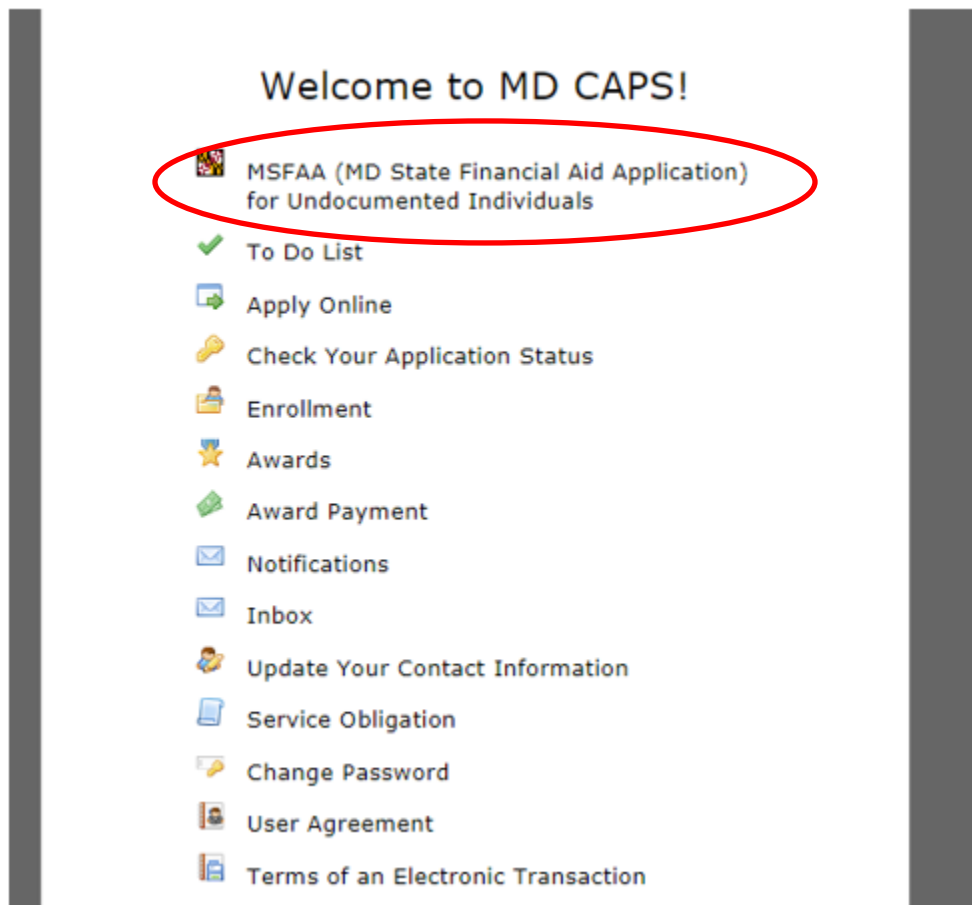 Welcome to MD CAPS!
MSFAA (MD State Financial Aid Application)
for Undocumented Individuals
To Do List
Apply Online
Check Your Application Status
Enrollment
Awards
Award Payment
Notifications
Inbox
Update Your Contact Information
Service Obligation
Change Password
User Agreement
Terms of an Electronic Transaction